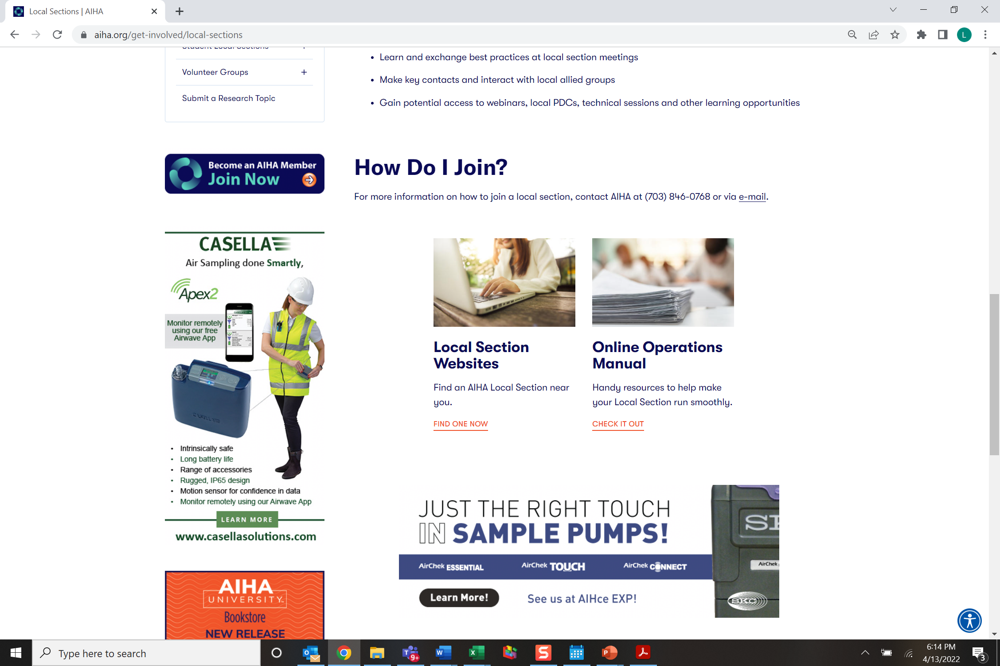 Local Sections | AIHA
aiha.org/get-involved/local-sections
L
Student Local Sections
Volunteer Groups
Submit a Research Topic
• Learn and exchange best practices at local section meetings
• Make key contacts and interact with local allied groups
• Gain potential access to webinars, local PDCs, technical sessions and other learning opportunities
Become an AIHA Member
Join Now
How Do I Join?
For more information on how to join a local section, contact AIHA at (703) 846-0768 or via e-mail.
CASELLA
Air Sampling done Smartly,
Apex2
Monitor remotely
using our free
Airwave App
CASELLA
CASELLA
• Intrinsically safe
• Long battery life
• Range of accessories
• Rugged, IP65 design
• Motion sensor for confidence in data
• Monitor remotely using our Airwave App
LEARN MORE
www.casellasolutions.com
Local Section
Websites
Find an AIHA Local Section near
you.
FIND ONE NOW
Online Operations
Manual
Handy resources to help make
your Local Section run smoothly.
CHECK IT OUT
JUST THE RIGHT TOUCH
IN SAMPLE PUMPS!
AirChek ESSENTIAL
AirChek TOUCH
AirChek CONNECT
Learn More!
See us at AIHce EXP!
AirChek
SKC
AIHA
UNIVERSITY
Bookstore
NEW RELEASE
Type here to search
9+
6:14 PM
4/13/2022
3